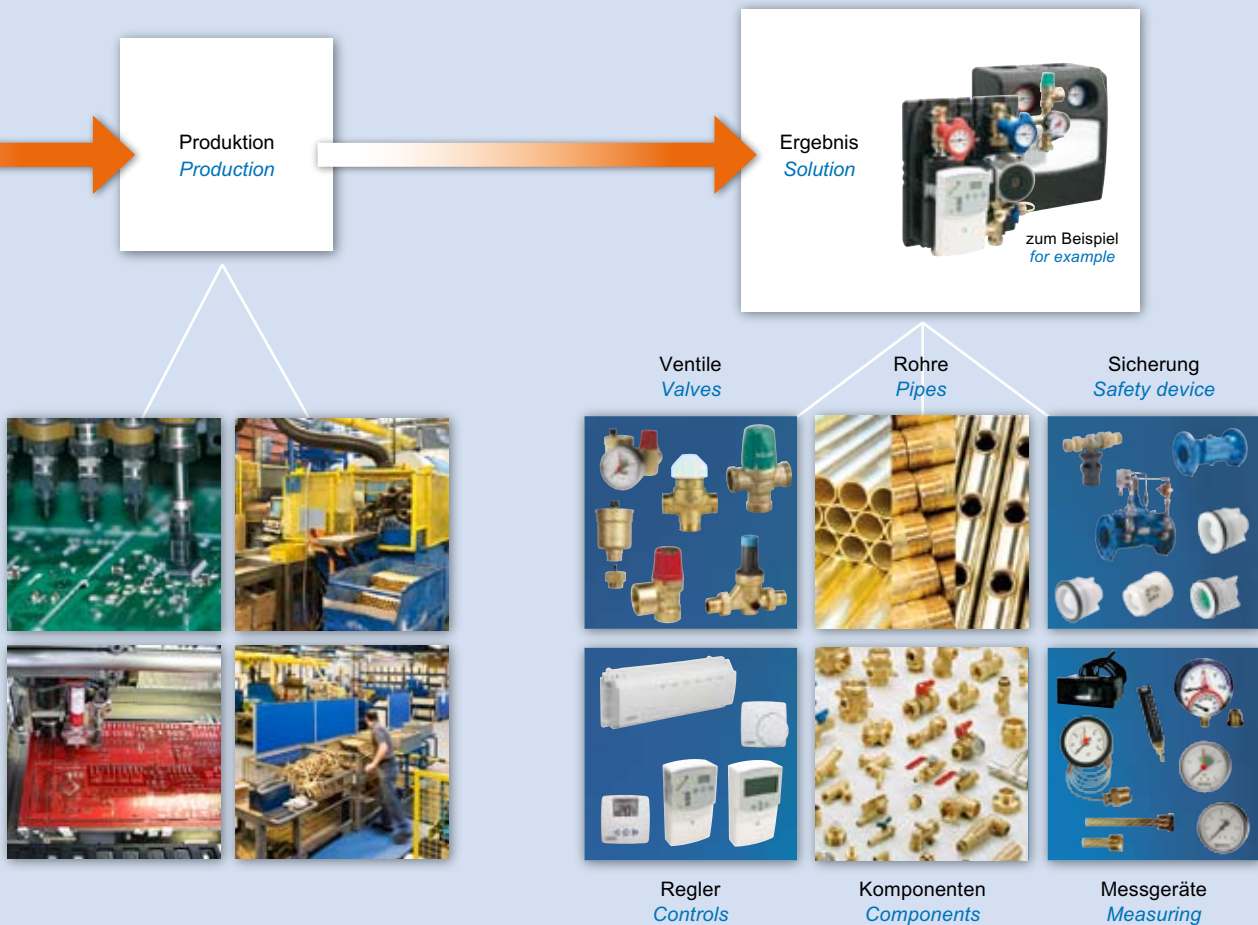 Produktion
Production
Ergebnis
Solution
zum Beispiel
for example
Ventile
Valves
Rohre
Pipes
Sicherung
Safety device
Regler
Controls
Komponenten
Components
Messgeräte
Measuring